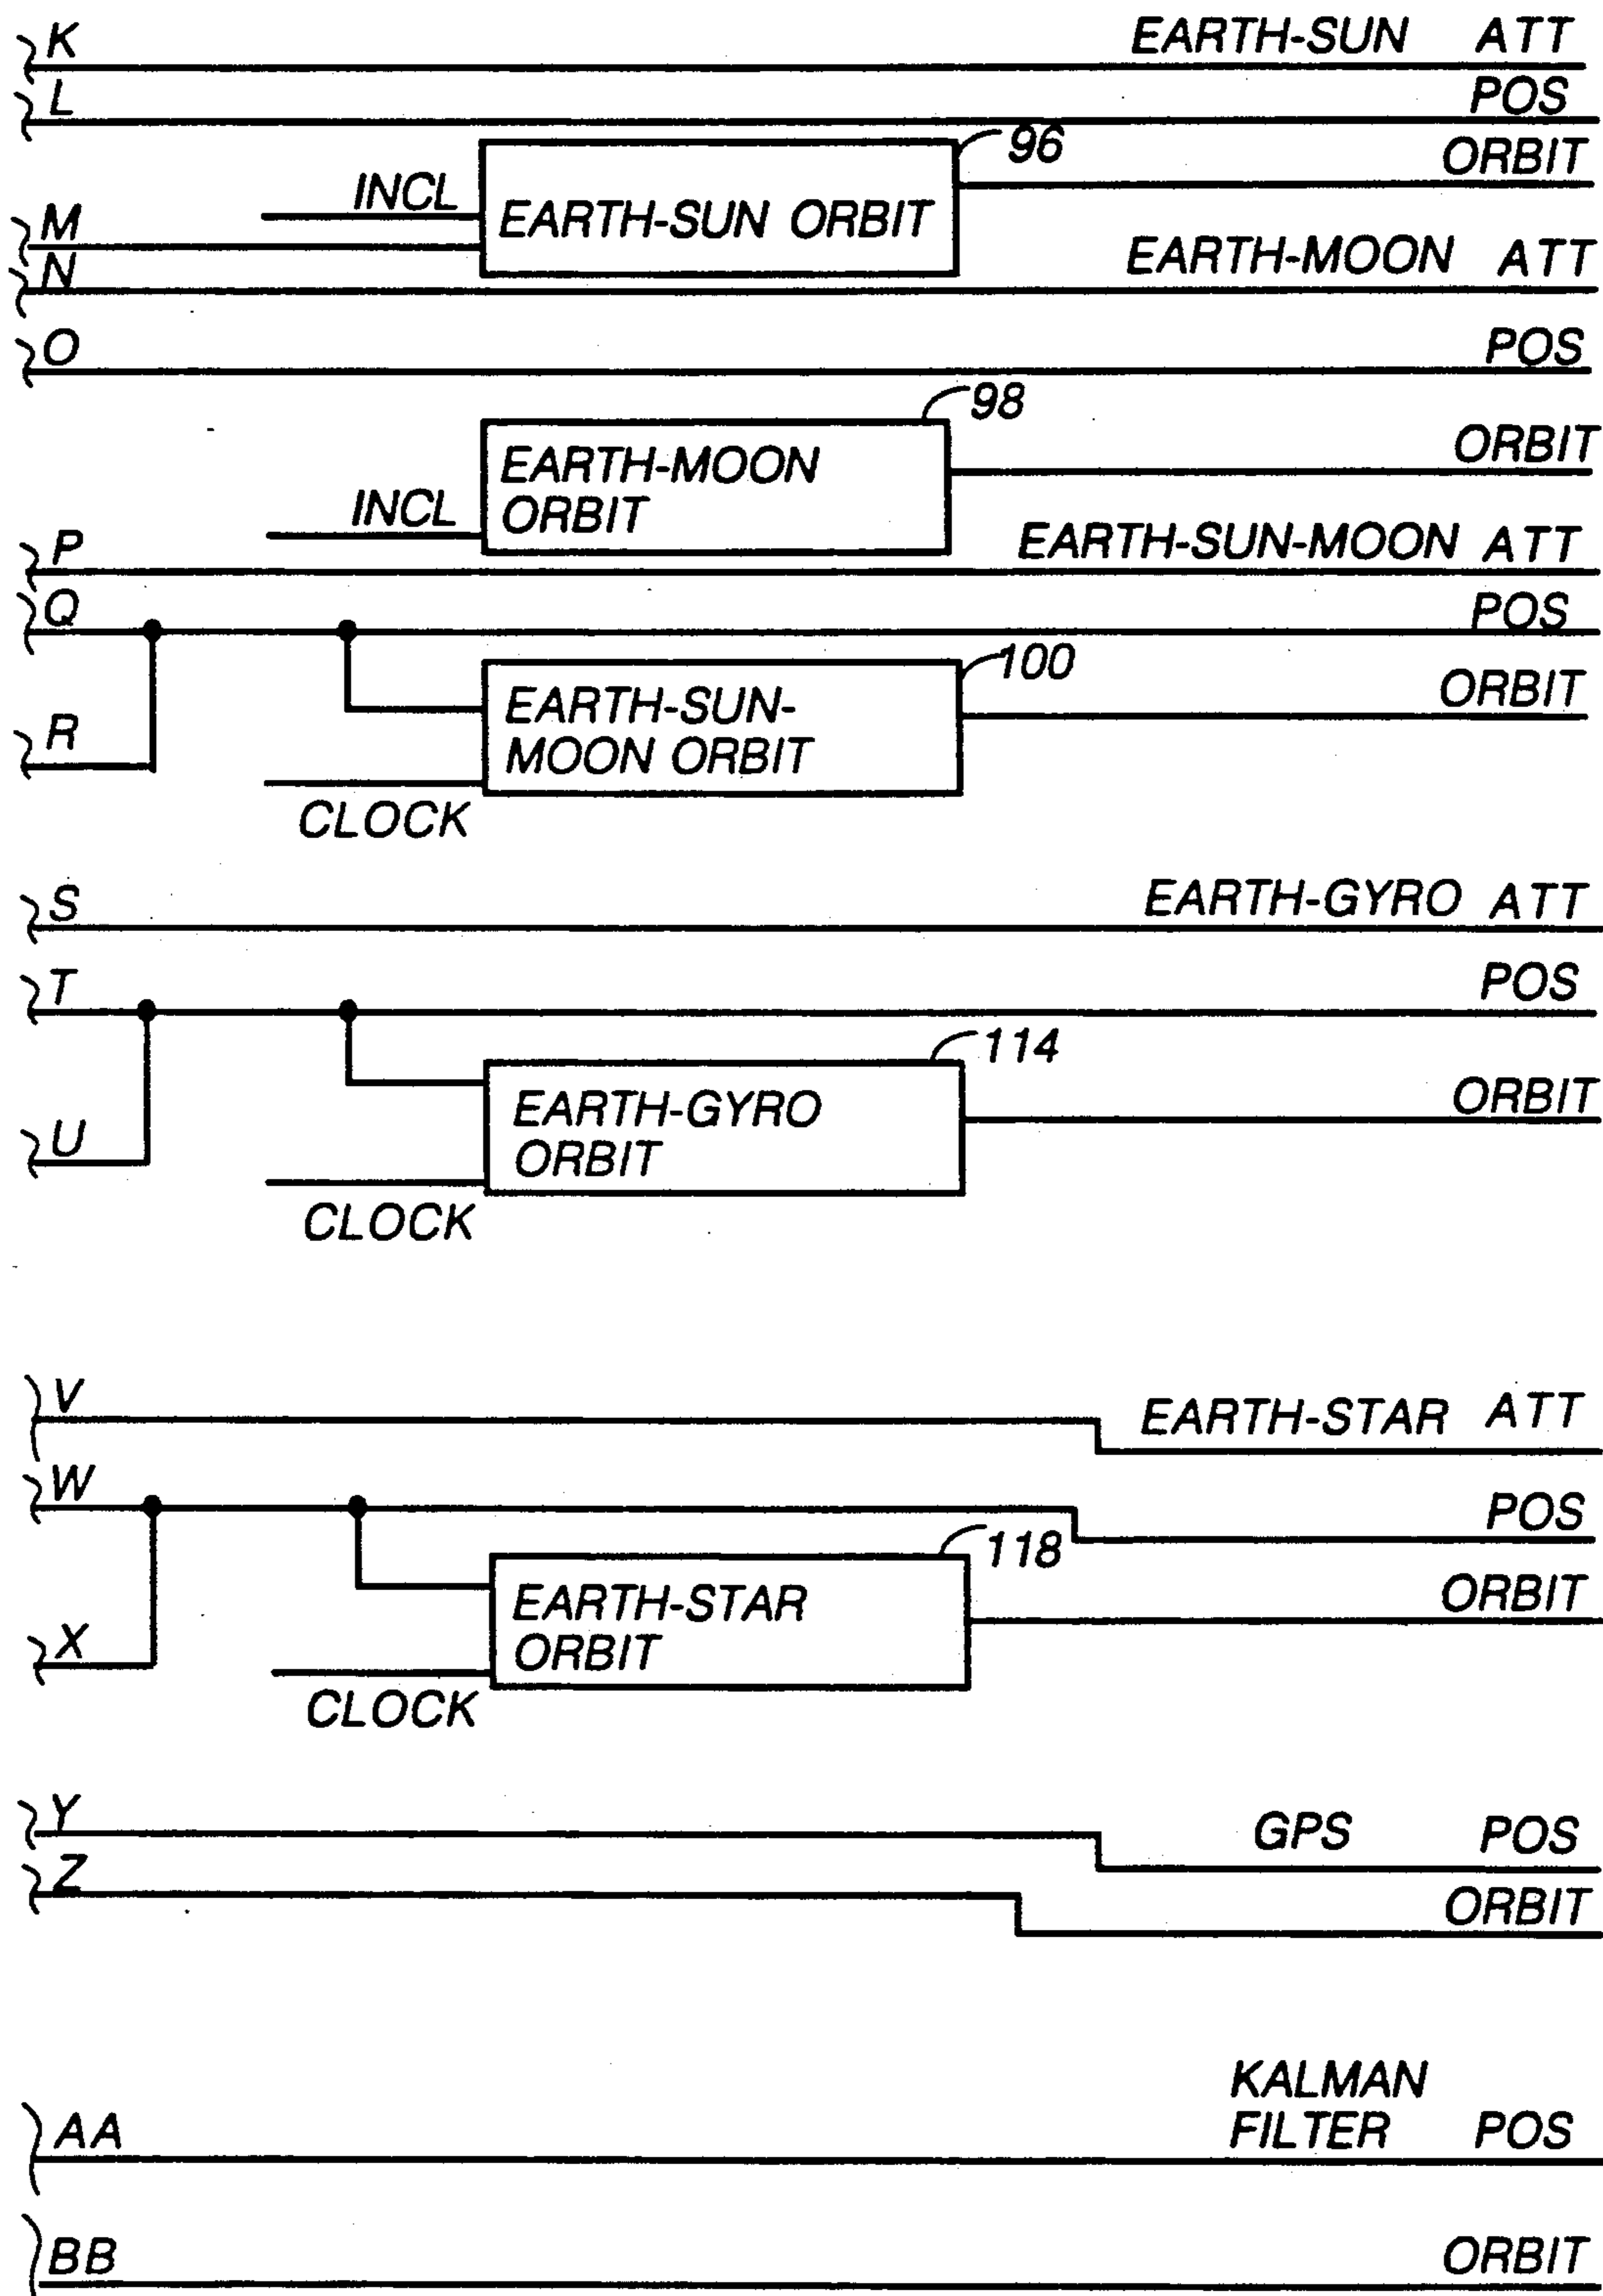 K EARTH-SUN ATT
L POS
96
ORBIT
INCL
EARTH-SUN ORBIT
M
N EARTH-MOON ATT
O POS
98
EARTH-MOON
ORBIT
ORBIT
INCL
P EARTH-SUN-MOON ATT
Q POS
100
EARTH-SUN-
MOON ORBIT
ORBIT
R
CLOCK
S EARTH-GYRO ATT
T POS
114
EARTH-GYRO
ORBIT
ORBIT
U
CLOCK
V EARTH-STAR ATT
W POS
118
EARTH-STAR
ORBIT
ORBIT
X
CLOCK
Y GPS POS
Z ORBIT
KALMAN
FILTER POS
AA
BB ORBIT